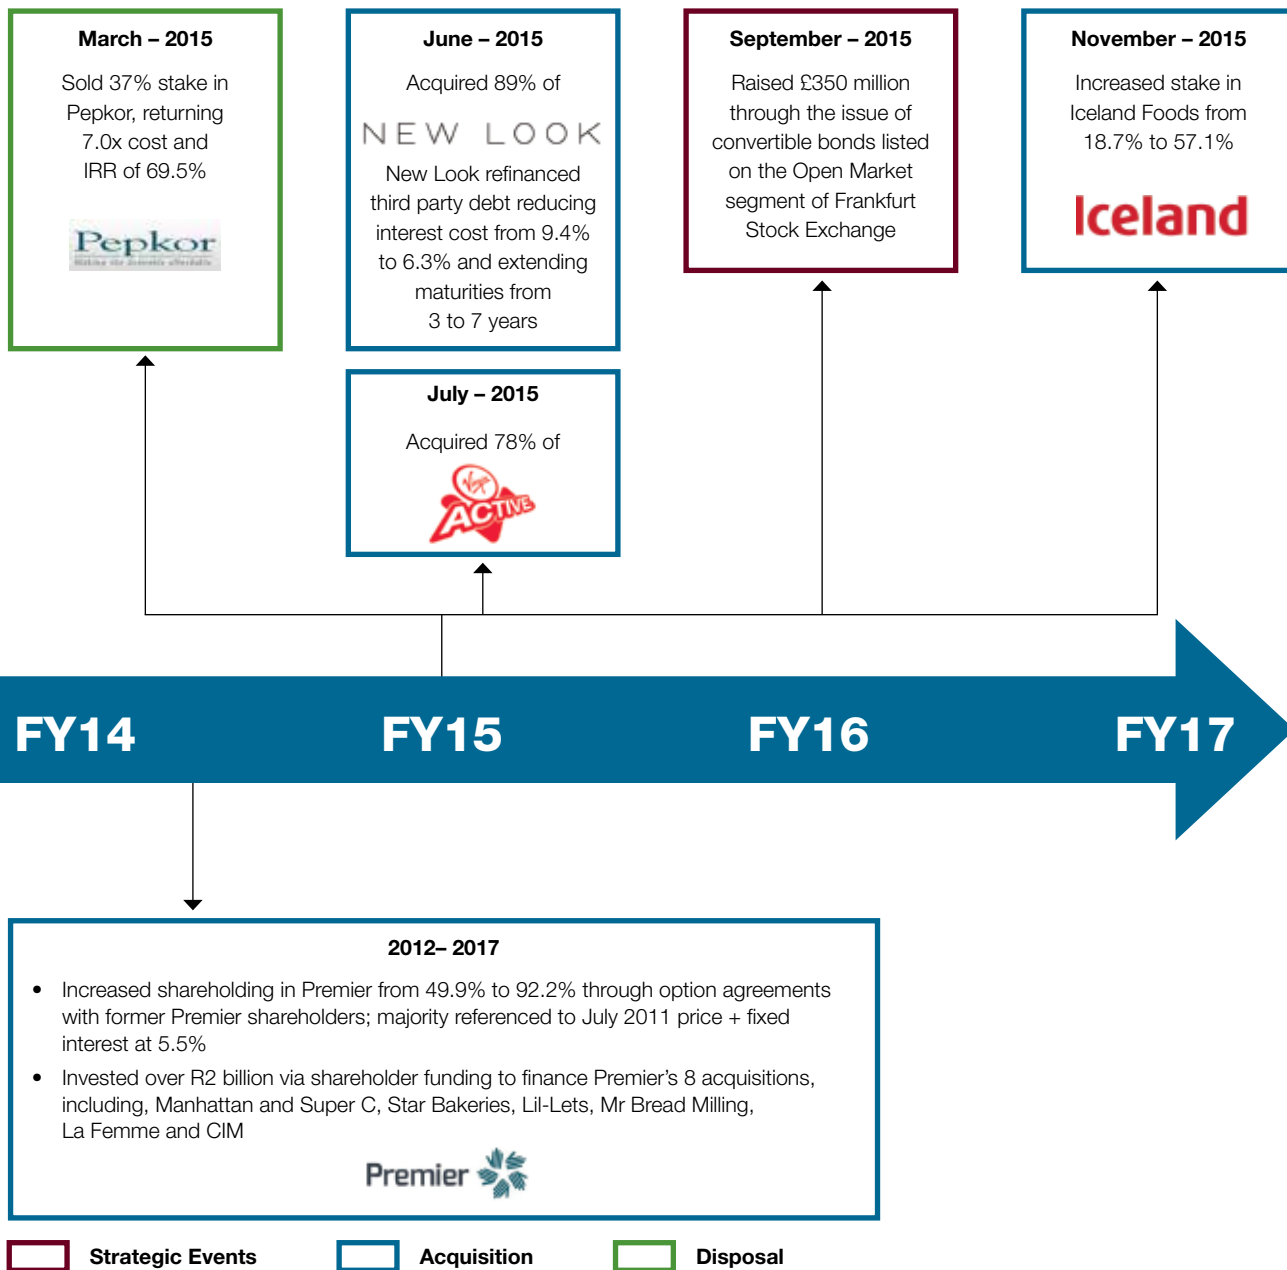 March – 2015
Sold 37% stake in
Pepkor, returning
7.0x cost and
IRR of 69.5%
Pepkor
June – 2015
Acquired 89% of
NEW LOOK
New Look refinanced
third party debt reducing
interest cost from 9.4%
to 6.3% and extending
maturities from
3 to 7 years
July – 2015
Acquired 78% of
Virgin
ACTIVE
September – 2015
Raised £350 million
through the issue of
convertible bonds listed
on the Open Market
segment of Frankfurt
Stock Exchange
November – 2015
Increased stake in
Iceland Foods from
18.7% to 57.1%
Iceland
FY14 FY15 FY16 FY17
2012– 2017
• Increased shareholding in Premier from 49.9% to 92.2% through option agreements
with former Premier shareholders; majority referenced to July 2011 price + fixed
interest at 5.5%
• Invested over R2 billion via shareholder funding to finance Premier's 8 acquisitions,
including, Manhattan and Super C, Star Bakeries, Lil-Lets, Mr Bread Milling,
La Femme and CIM
Premier
Strategic Events Acquisition Disposal